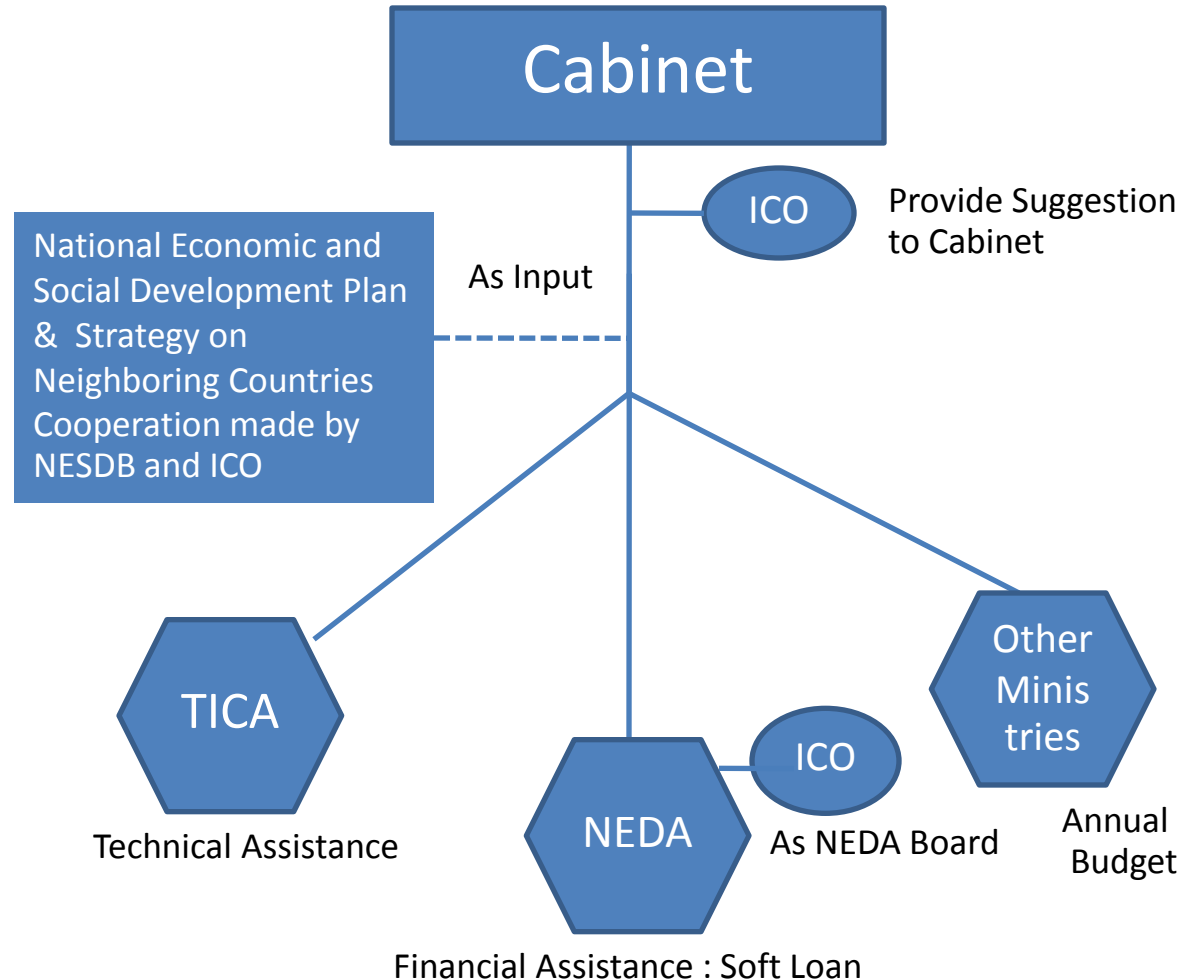 Cabinet
ICO
Provide Suggestion
to Cabinet
National Economic and
Social Development Plan
& Strategy on
Neighboring Countries
Cooperation made by
NESDB and ICO
As Input
TICA
Technical Assistance
NEDA
Financial Assistance : Soft Loan
ICO
As NEDA Board
Other
Minis
tries
Annual
Budget